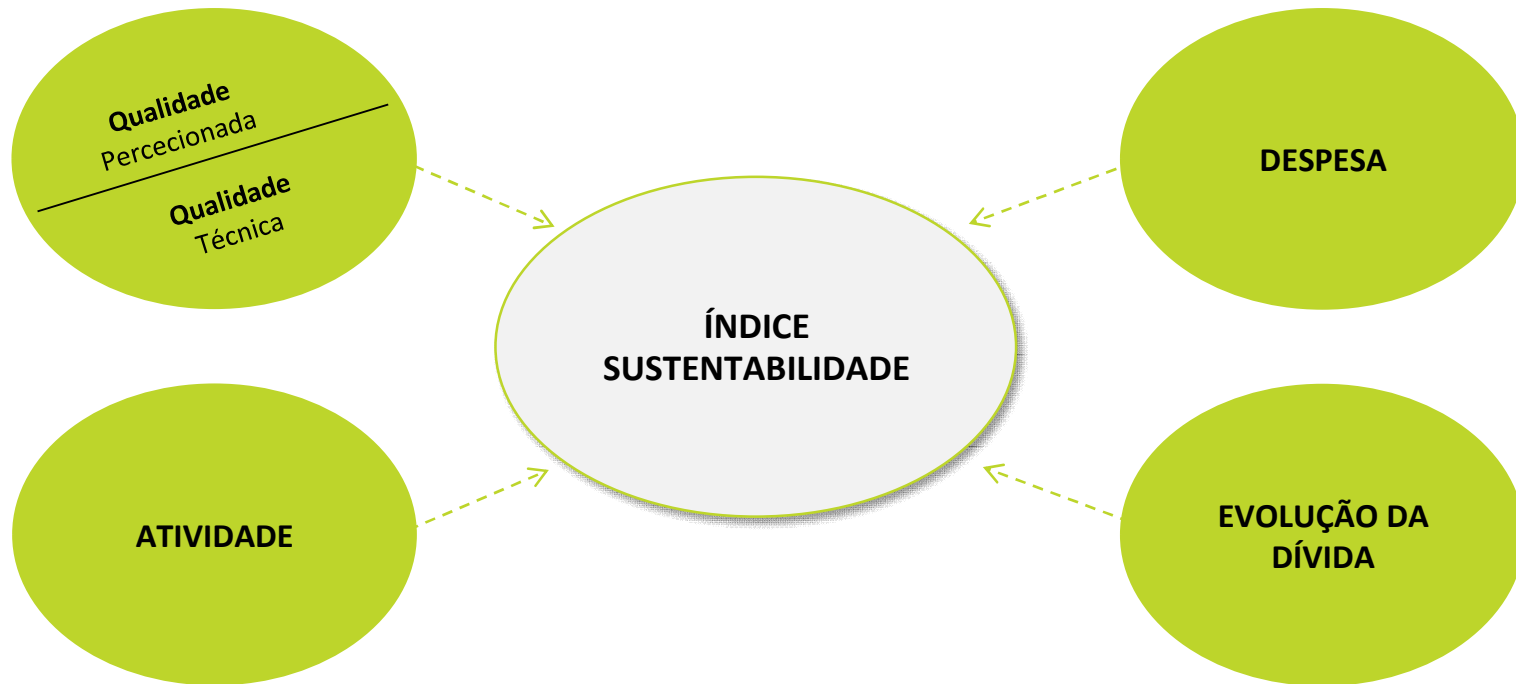 Qualidade
Percecionada
Qualidade
Técnica
DESPESA
ÍNDICE
SUSTENTABILIDADE
ATIVIDADE
EVOLUÇÃO DA
DÍVIDA